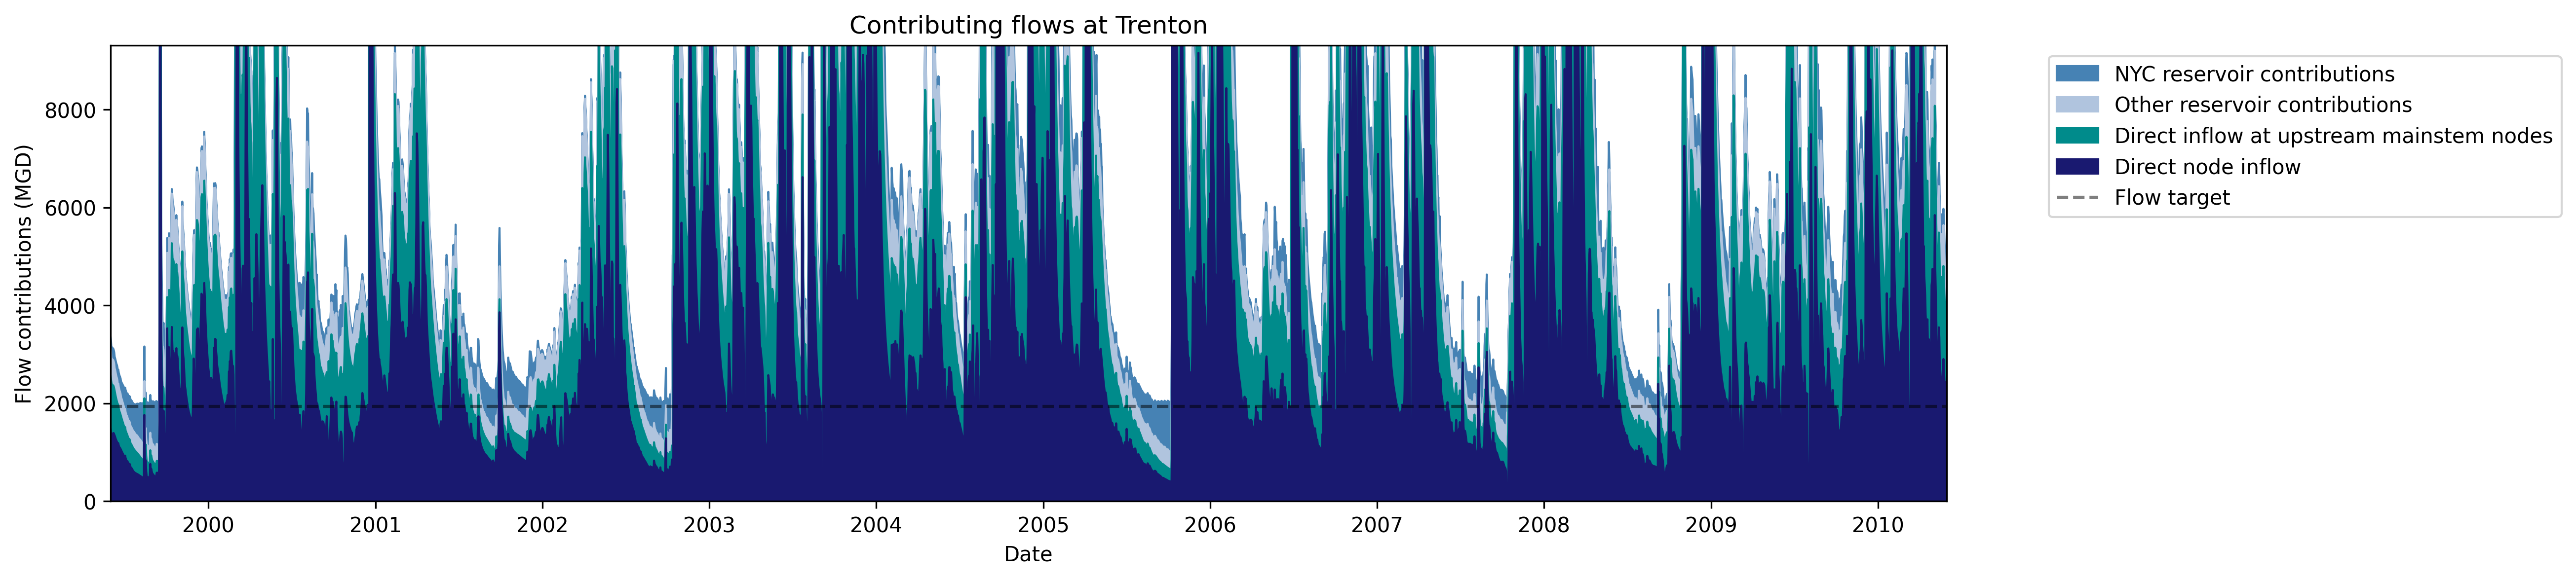 Contributing flows at Trenton
Flow contributions (MGD)
8000
6000
4000
2000
0
2000
2001
2002
2003
2004
2005
2006
2007
2008
2009
2010
Date
NYC reservoir contributions
Other reservoir contributions
Direct inflow at upstream mainstem nodes
Direct node inflow
Flow target